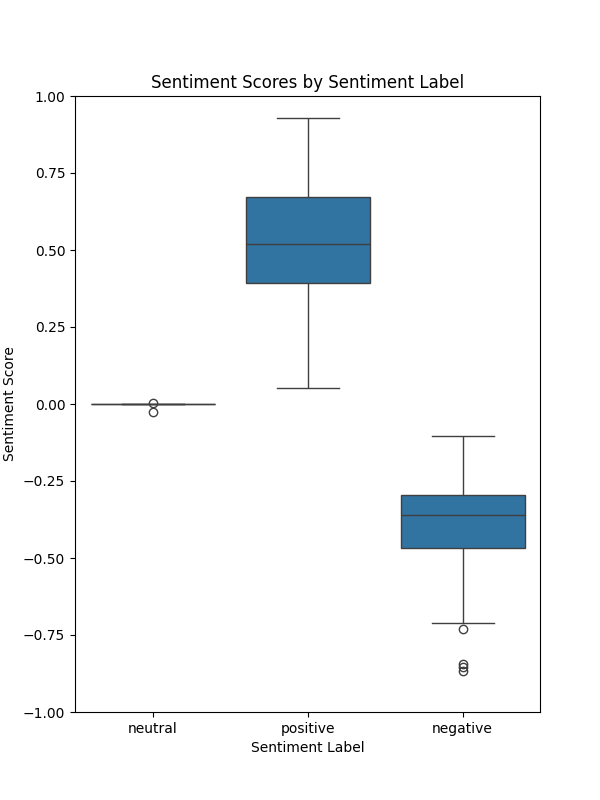 Sentiment Scores by Sentiment Label
1.00
0.75
0.50
0.25
0.00
−0.25
−0.50
−0.75
−1.00
Sentiment Score
neutral positive negative
Sentiment Label